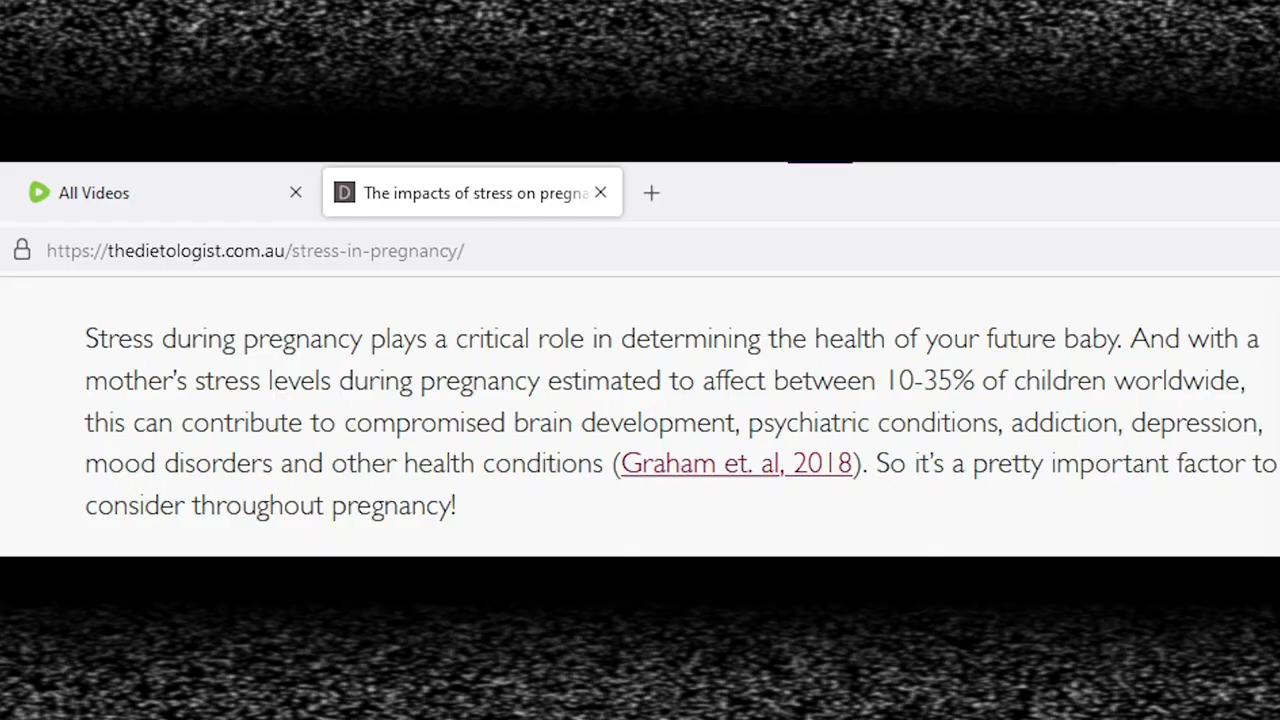 All Videos
The impacts of stress on pregna
https://thedietologist.com.au/stress-in-pregnancy/
Stress during pregnancy plays a critical role in determining the health of your future baby. And with a
mother's stress levels during pregnancy estimated to affect between 10-35% of children worldwide,
this can contribute to compromised brain development, psychiatric conditions, addiction, depression,
mood disorders and other health conditions (Graham et. al, 2018). So it's a pretty important factor to
consider throughout pregnancy!